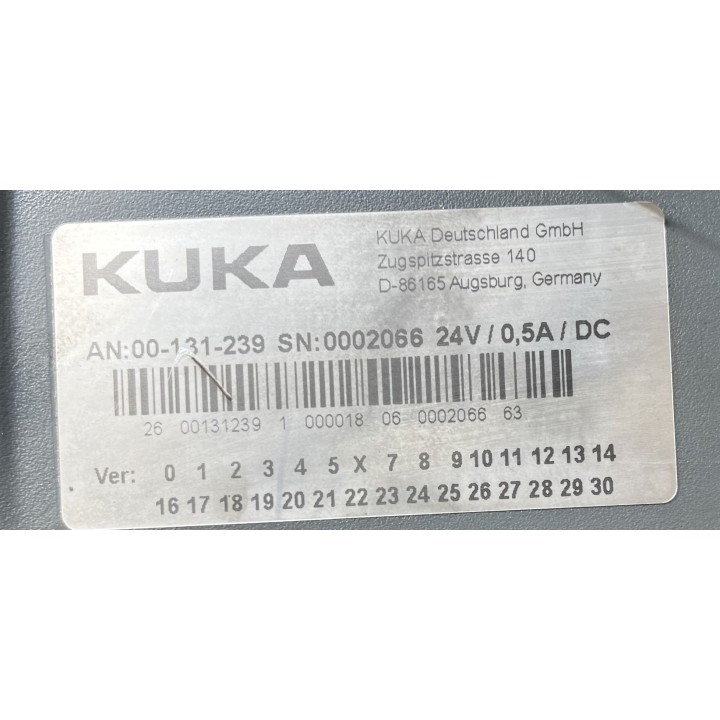 KUKA
KUKA Deutschland GmbH
Zugspitzstrasse 140
D-86165 Augsburg, Germany
AN:00-131-239 SN:0002066 24V / 0,5A / DC
26 00131239 1 000018 06 0002066 63
Ver: 0 1 2 3 4 5 X 7 8 9 10 11 12 13 14
16 17 18 19 20 21 22 23 24 25 26 27 28 29 30